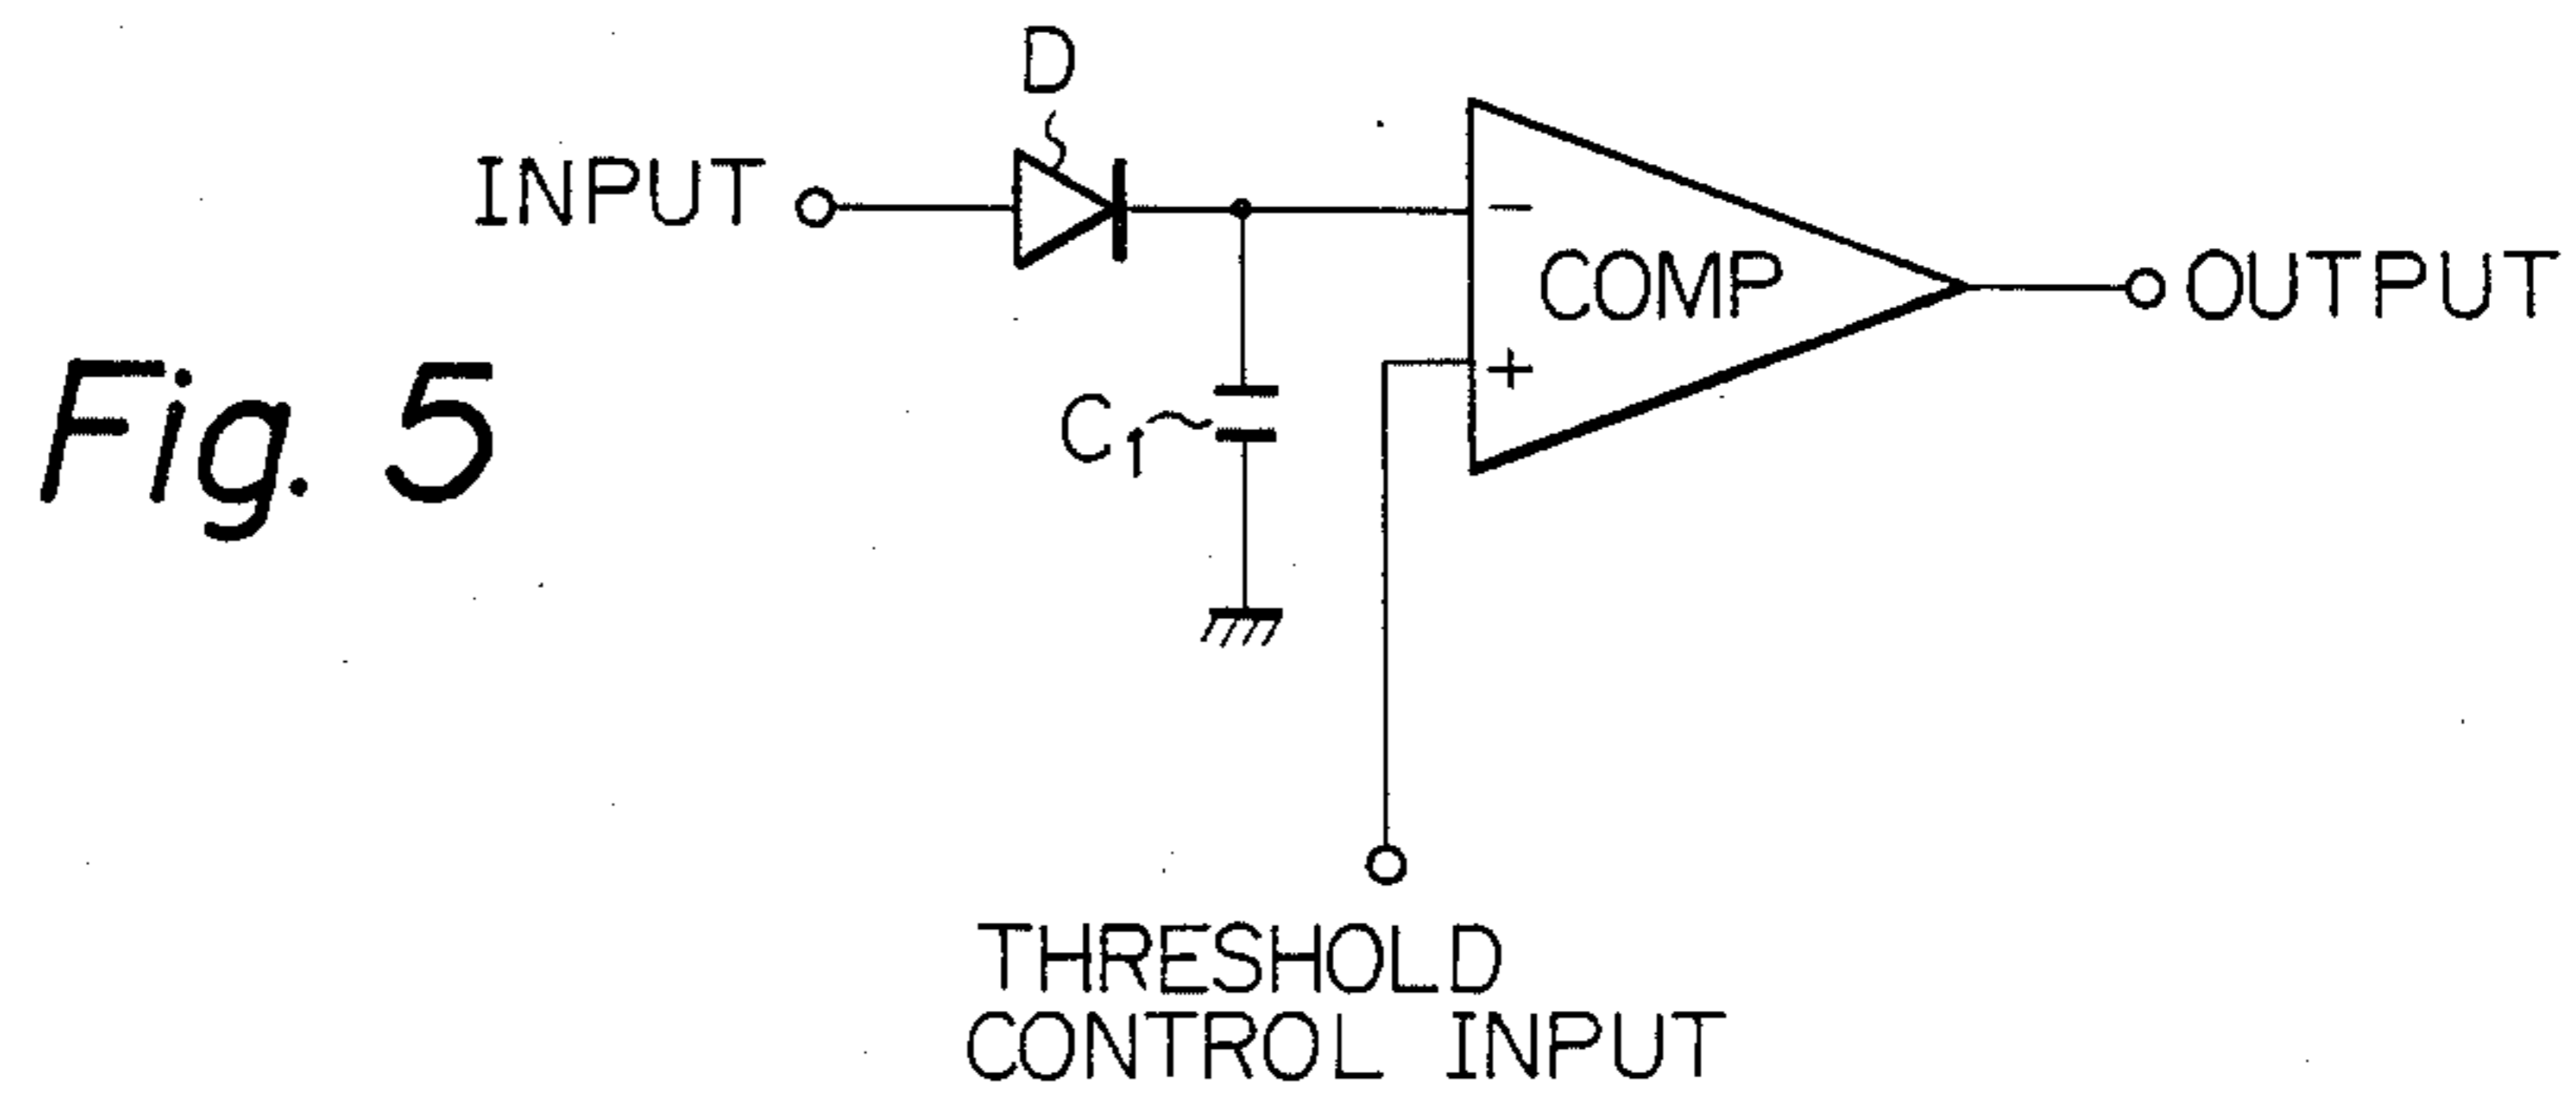 D
INPUT
−
COMP
OUTPUT
+
C1
Fig. 5
THRESHOLD
CONTROL INPUT